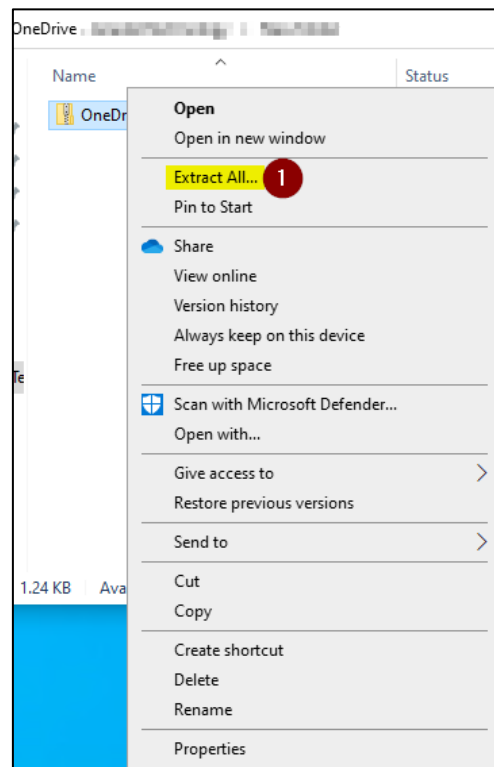 OneDrive
Name
Status
OneDr
Open
Open in new window
Extract All...
1
Pin to Start
Share
View online
Version history
Always keep on this device
Free up space
Te
Scan with Microsoft Defender...
Open with...
Give access to
Restore previous versions
Send to
Cut
1.24 KB
Ava
Copy
Create shortcut
Delete
Rename
Properties